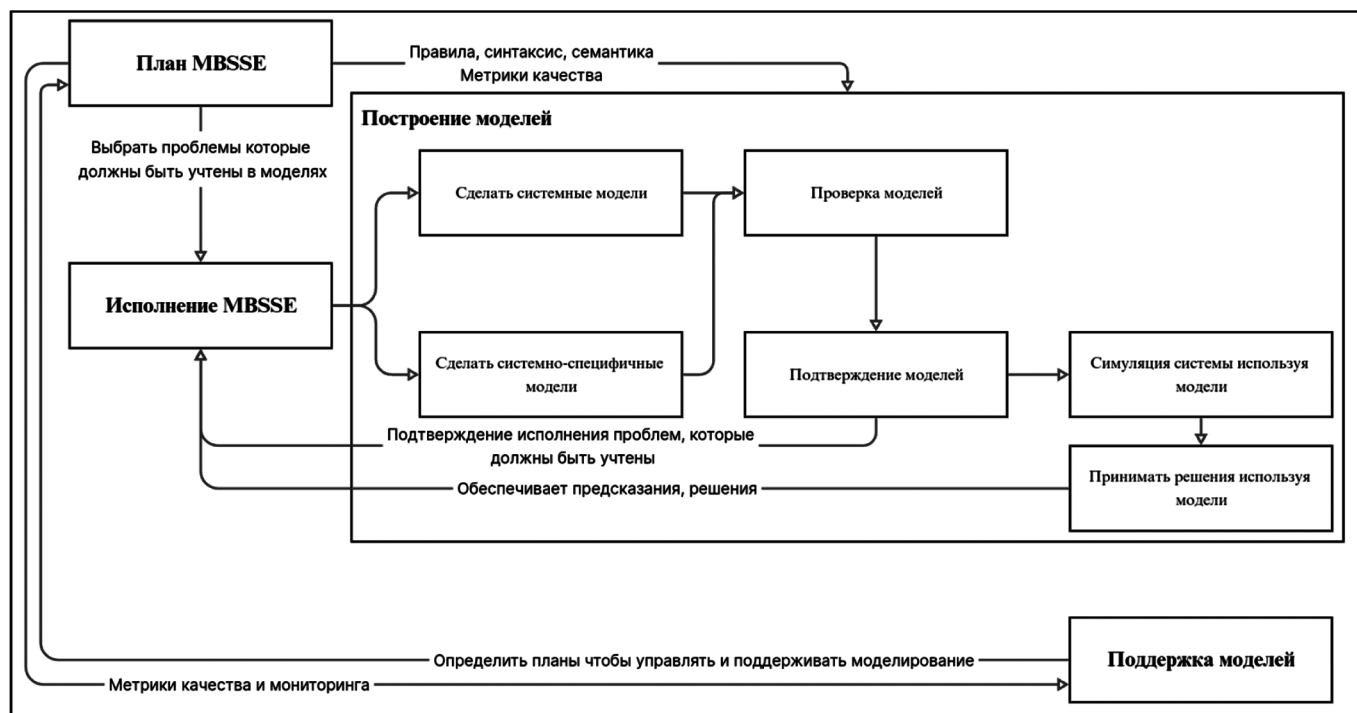 План MBSSE
Правила, синтаксис, семантика
Метрики качества
Построение моделей
Выбрать проблемы которые
должны быть учтены в моделях
Сделать системные модели
Проверка моделей
Исполнение MBSSE
Сделать системно-специфичные
модели
Подтверждение моделей
Симуляция системы используя
модели
Подтверждение исполнения проблем, которые
должны быть учтены
Обеспечивает предсказания, решения
Принимать решения используя
модели
Поддержка моделей
Определить планы чтобы управлять и поддерживать моделирование
Метрики качества и мониторинга